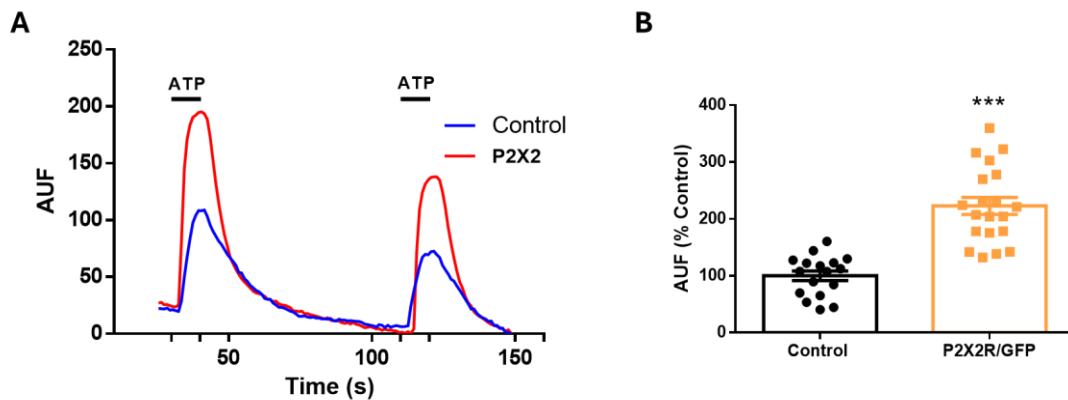 A
250
200
150
100
50
0
AUF
ATP
ATP
Control
P2X2
50
100
150
Time (s)
B
400
300
200
100
0
AUF (% Control)
***
Control
P2X2R/GFP